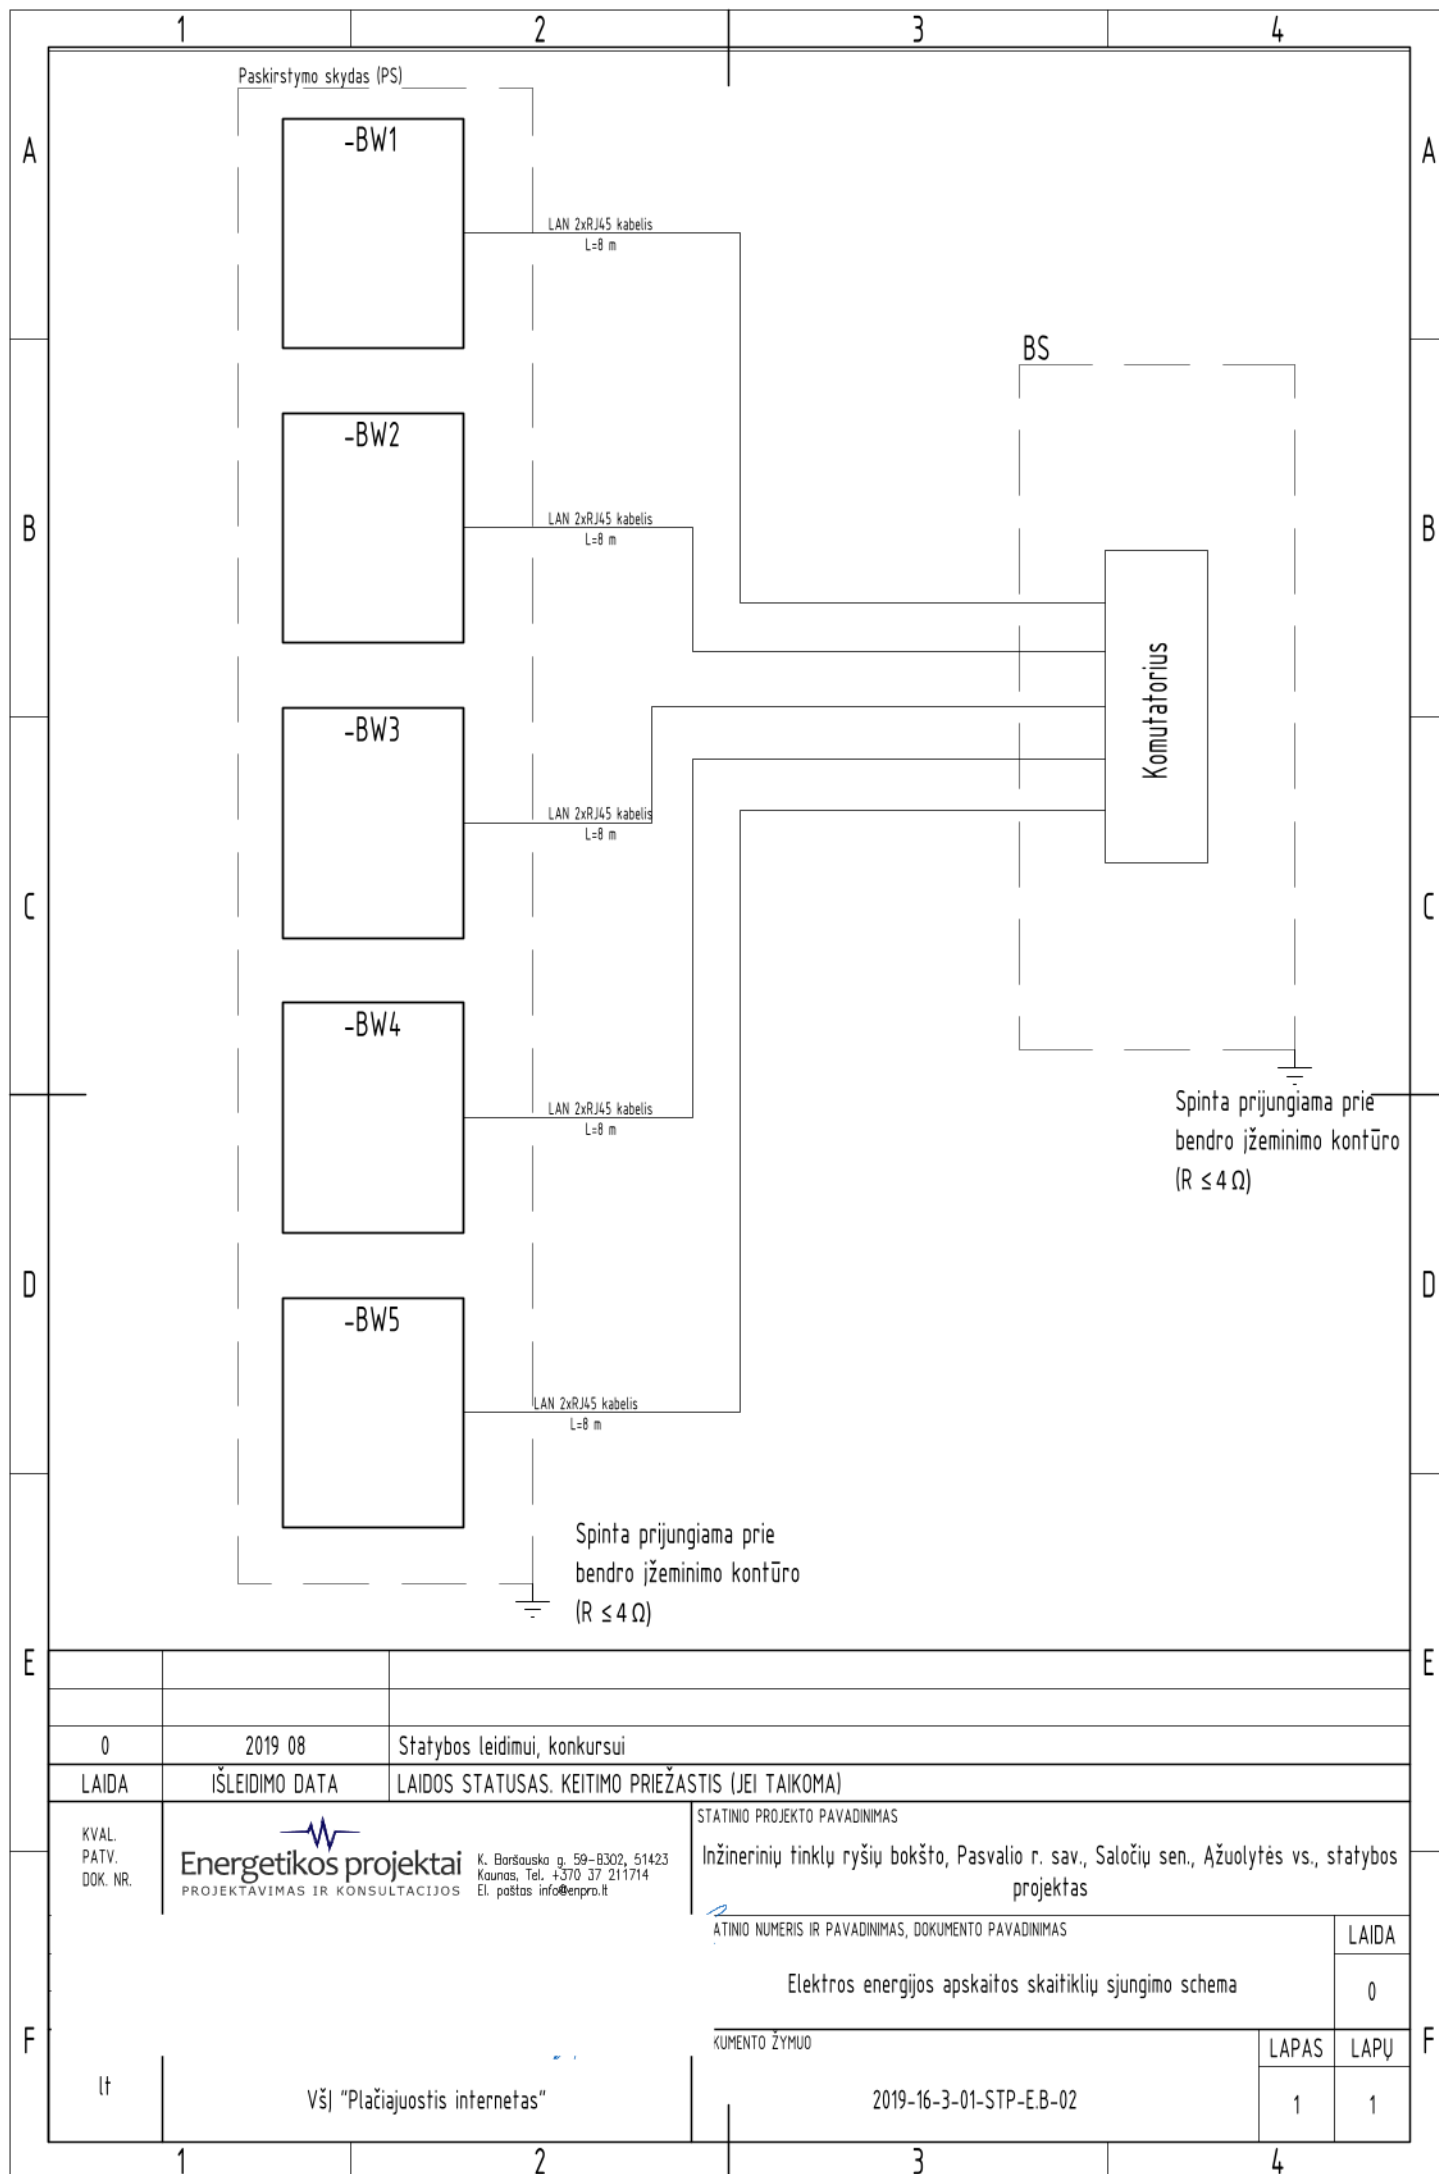 1 2 3 4
Paskirstymo skydas (PS)
A A
-BW1
LAN 2xRJ45 kabelis
L=8 m
BS
-BW2
B B
LAN 2xRJ45 kabelis
L=8 m
Komutatorius
-BW3
LAN 2xRJ45 kabelis
L=8 m
C C
-BW4
LAN 2xRJ45 kabelis
L=8 m
Spinta prijungiama prie
bendro įžeminimo kontūro
(R ≤ 4 Ω)
D D
-BW5
LAN 2xRJ45 kabelis
L=8 m
Spinta prijungiama prie
bendro įžeminimo kontūro
(R ≤ 4 Ω)
E E
0 2019 08 Statybos leidimui, konkursui
LAIDA IŠLEIDIMO DATA LAIDOS STATUSAS. KEITIMO PRIEŽASTIS (JEI TAIKOMA)
KVAL.
PATV.
DOK. NR.
Energetikos projektai
PROJEKTAVIMAS IR KONSULTACIJOS
K. Baršausko g. 59-B302, 51423
Kaunas, Tel. +370 37 211714
El. paštas info@enpro.lt
STATINIO PROJEKTO PAVADINIMAS
Inžinerinių tinklų ryšių bokšto, Pasvalio r. sav., Saločių sen., Ąžuolytės vs., statybos
projektas
ATINIO NUMERIS IR PAVADINIMAS, DOKUMENTO PAVADINIMAS
LAIDA
Elektros energijos apskaitos skaitiklių sjungimo schema
0
F F
KUMENTO ŽYMUO
LAPAS LAPŲ
lt
VšĮ "Plačiajuostis internetas"
2019-16-3-01-STP-E.B-02
1 1
1 2 3 4